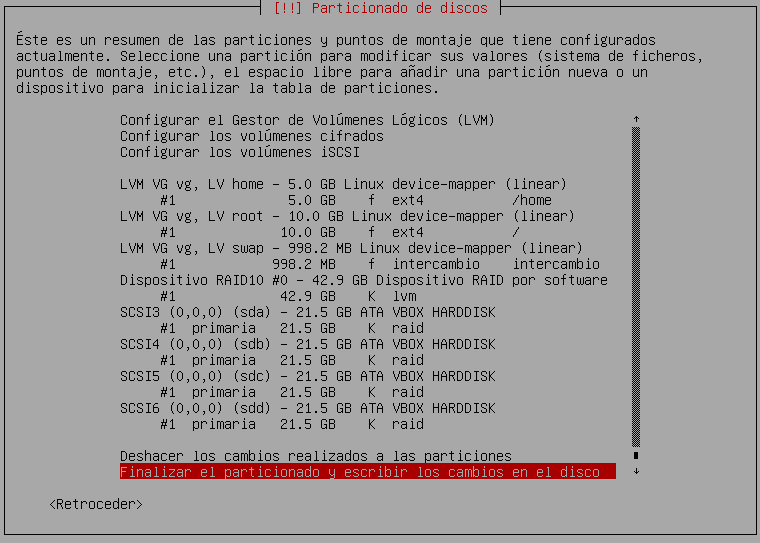 [!!] Particionado de discos
Éste es un resumen de las particiones y puntos de montaje que tiene configurados
actualmente. Seleccione una partición para modificar sus valores (sistema de ficheros,
puntos de montaje, etc.), el espacio libre para añadir una partición nueva o un
dispositivo para inicializar la tabla de particiones.
Configurar el Gestor de Volúmenes Lógicos (LVM)
Configurar los volúmenes cifrados
Configurar los volúmenes iSCSI
LVM VG vg, LV home - 5.0 GB Linux device-mapper (linear)
#1 5.0 GB f ext4 /home
LVM VG vg, LV root - 10.0 GB Linux device-mapper (linear)
#1 10.0 GB f ext4 /
LVM VG vg, LV swap - 998.2 MB Linux device-mapper (linear)
#1 998.2 MB f intercambio intercambio
Dispositivo RAID10 #0 - 42.9 GB Dispositivo RAID por software
#1 42.9 GB K lvm
SCSI3 (0,0,0) (sda) - 21.5 GB ATA VBOX HARDDISK
#1 primaria 21.5 GB K raid
SCSI4 (0,0,0) (sdb) - 21.5 GB ATA VBOX HARDDISK
#1 primaria 21.5 GB K raid
SCSI5 (0,0,0) (sdc) - 21.5 GB ATA VBOX HARDDISK
#1 primaria 21.5 GB K raid
SCSI6 (0,0,0) (sdd) - 21.5 GB ATA VBOX HARDDISK
#1 primaria 21.5 GB K raid
Deshacer los cambios realizados a las particiones
Finalizar el particionado y escribir los cambios en el disco
<Retroceder>